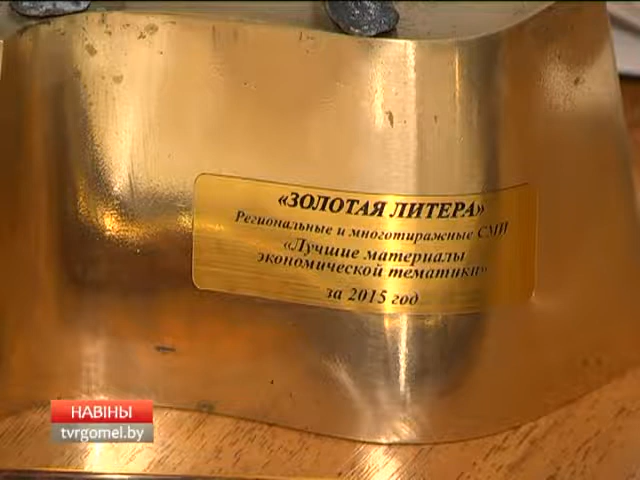 «ЗОЛОТАЯ ЛИТЕРА»
Региональные и многотиражные СМИ
«Лучшие материалы
экономической тематики»
за 2015 год
НАВІНЫ
tvrgomel.by